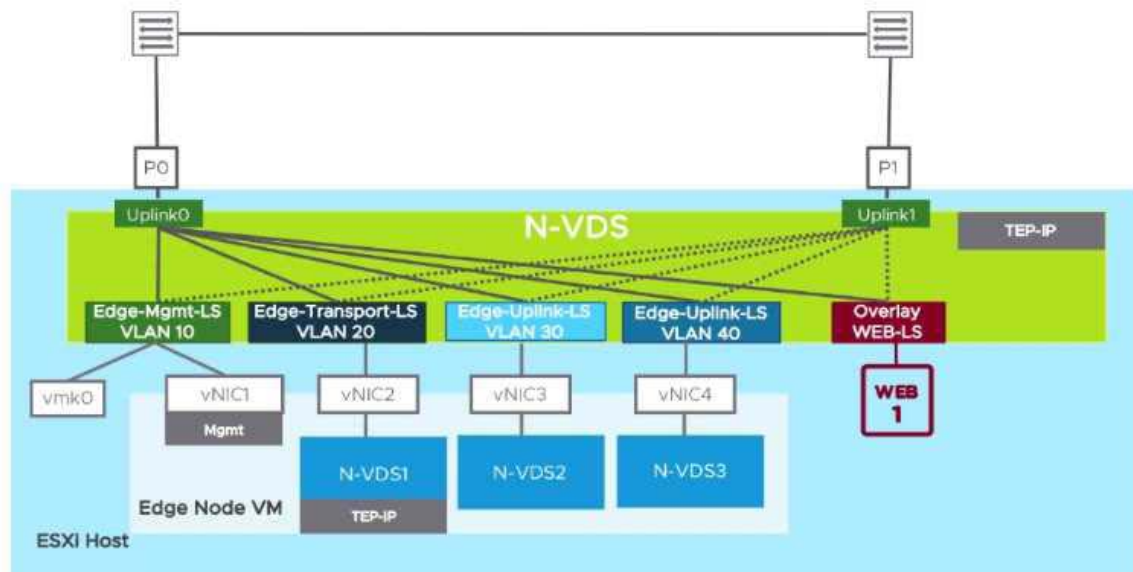 P0
P1
Uplink0
N-VDS
Uplink1
TEP-IP
Edge-Mgmt-LS
VLAN 10
Edge-Transport-LS
VLAN 20
Edge-Uplink-LS
VLAN 30
Edge-Uplink-LS
VLAN 40
Overlay
WEB-LS
vmk0
vNIC1
Mgmt
vNIC2
vNIC3
vNIC4
WEB
1
N-VDS1
TEP-IP
N-VDS2
N-VDS3
Edge Node VM
ESXi Host